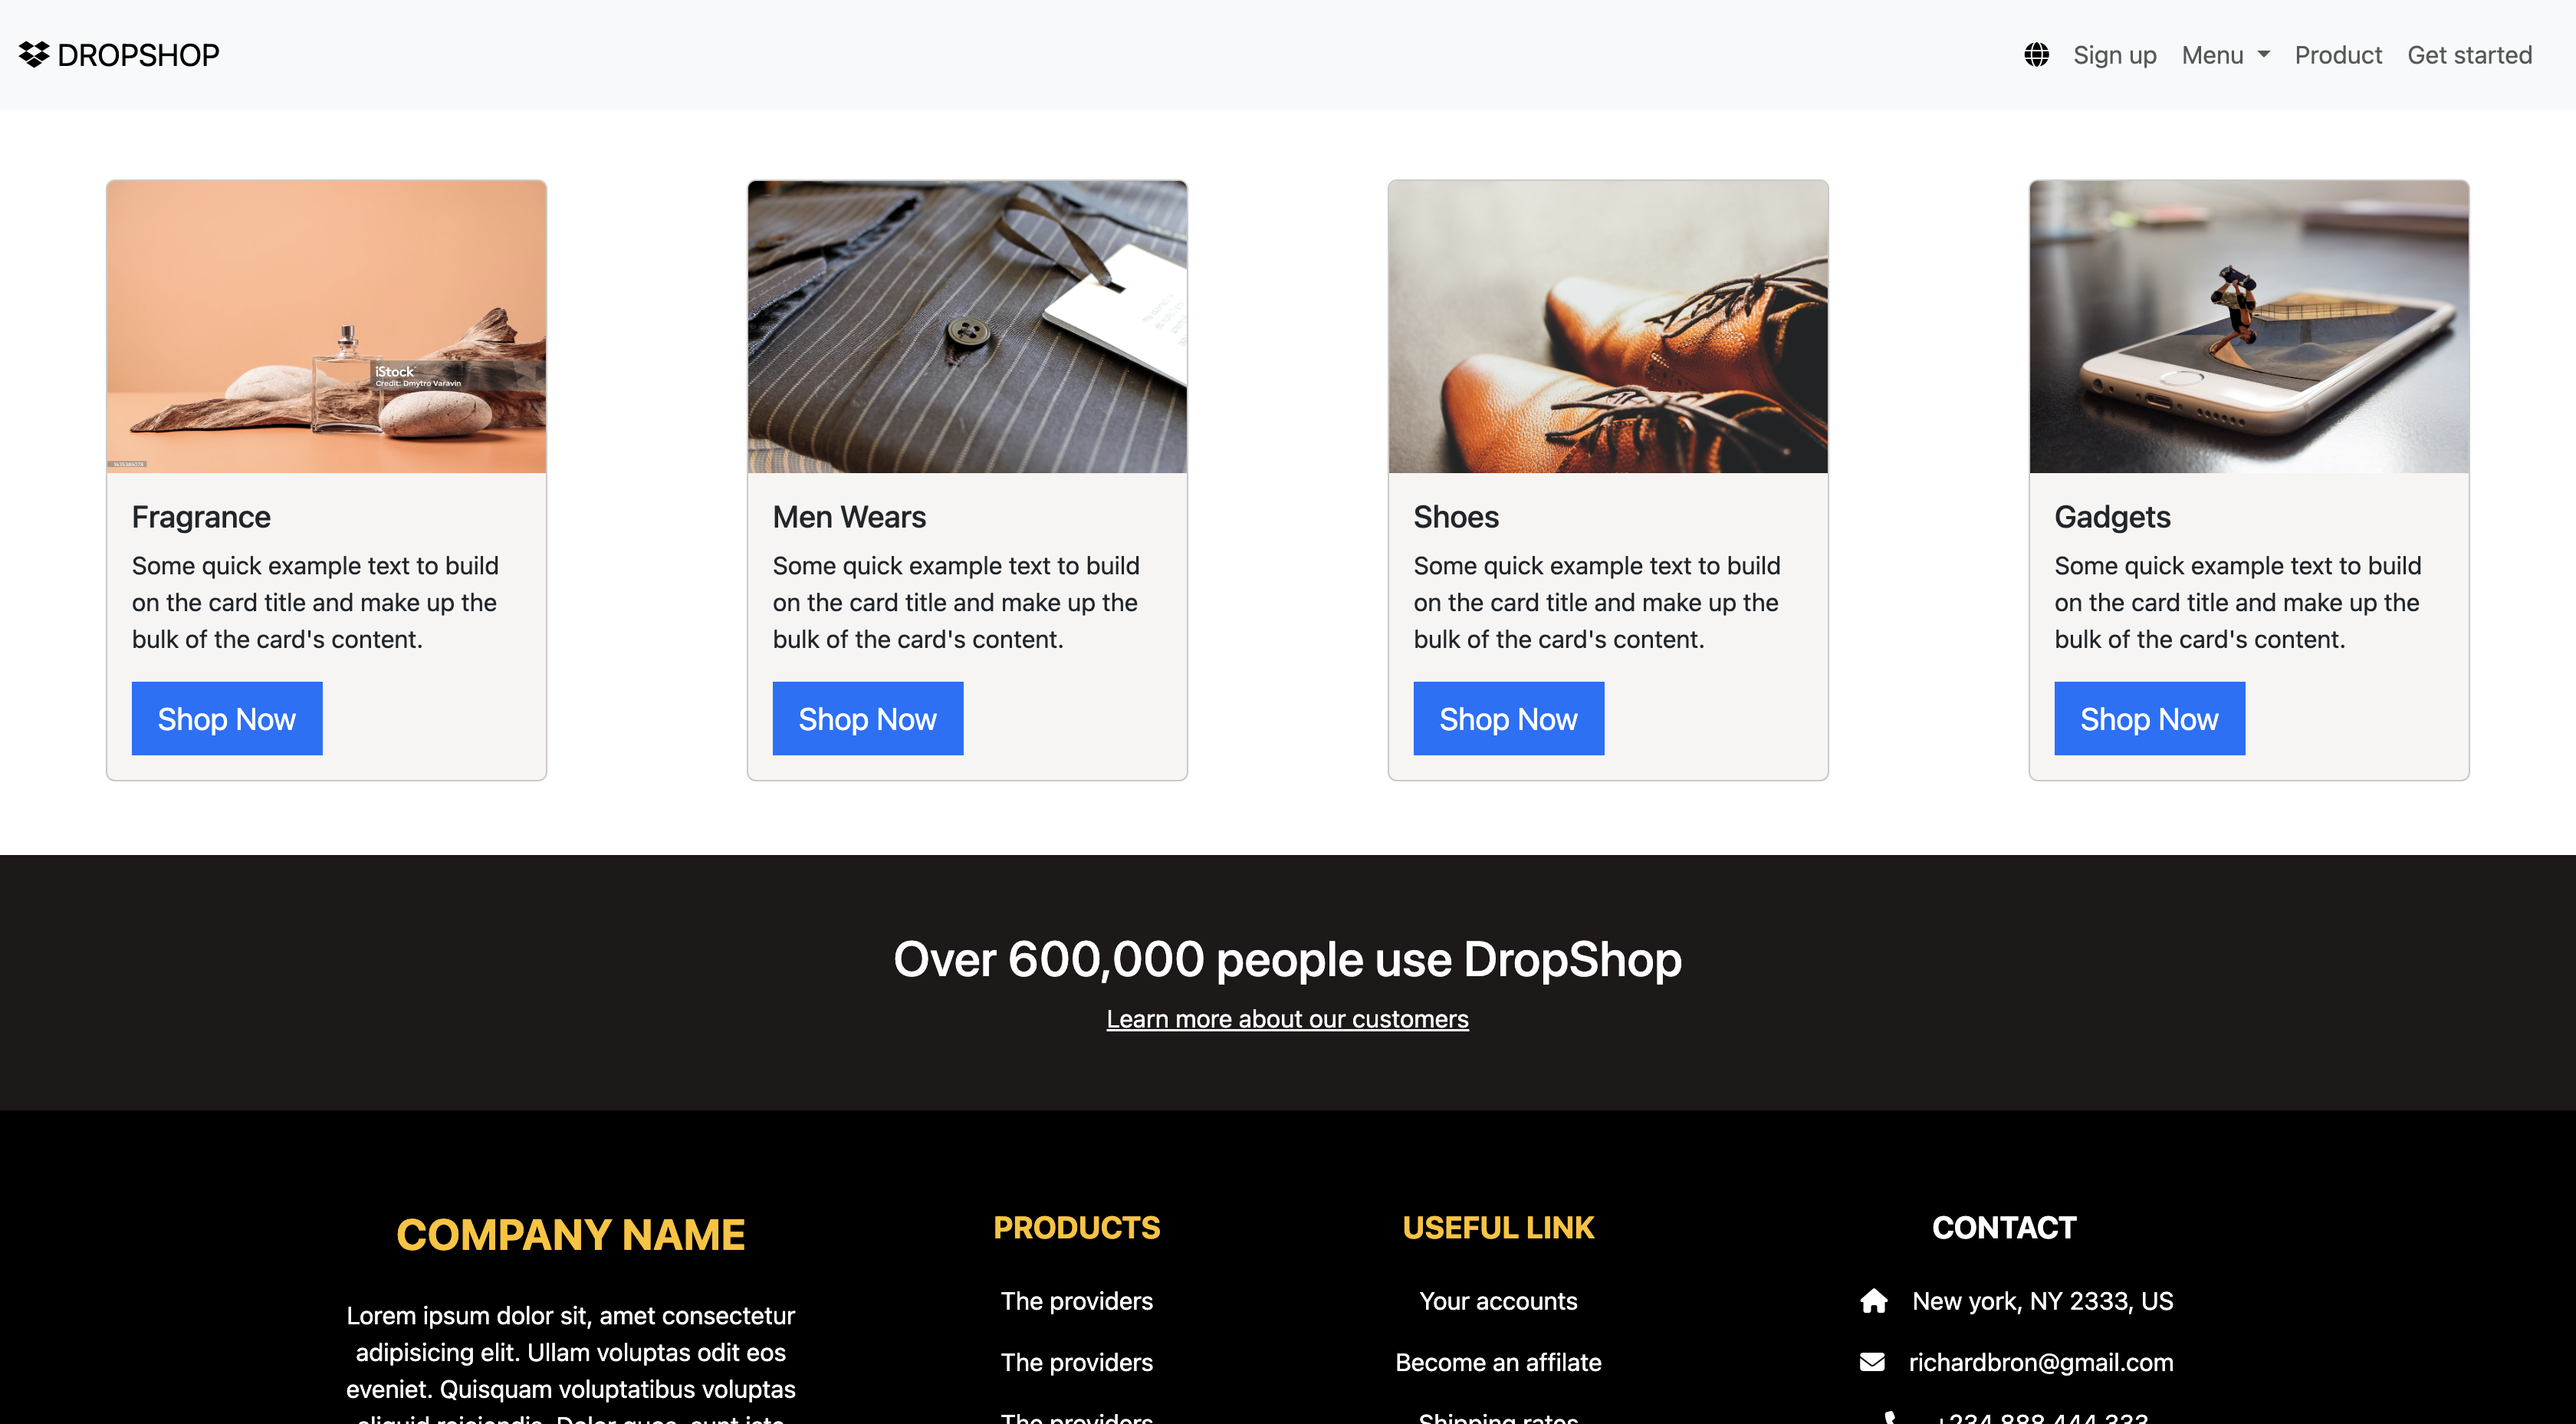 DROPSHOP
Sign up
Menu
Product
Get started
iStock
Credit: Dmytro Varavin
Fragrance
Some quick example text to build
on the card title and make up the
bulk of the card's content.
Shop Now
Men Wears
Some quick example text to build
on the card title and make up the
bulk of the card's content.
Shop Now
Shoes
Some quick example text to build
on the card title and make up the
bulk of the card's content.
Shop Now
Gadgets
Some quick example text to build
on the card title and make up the
bulk of the card's content.
Shop Now
Over 600,000 people use DropShop
Learn more about our customers
COMPANY NAME
Lorem ipsum dolor sit, amet consectetur
adipisicing elit. Ullam voluptas odit eos
eveniet. Quisquam voluptatibus voluptas
PRODUCTS
The providers
The providers
The providers
USEFUL LINK
Your accounts
Become an affilate
Shipping rates
CONTACT
New york, NY 2333, US
richardbron@gmail.com
+234 888 444 333